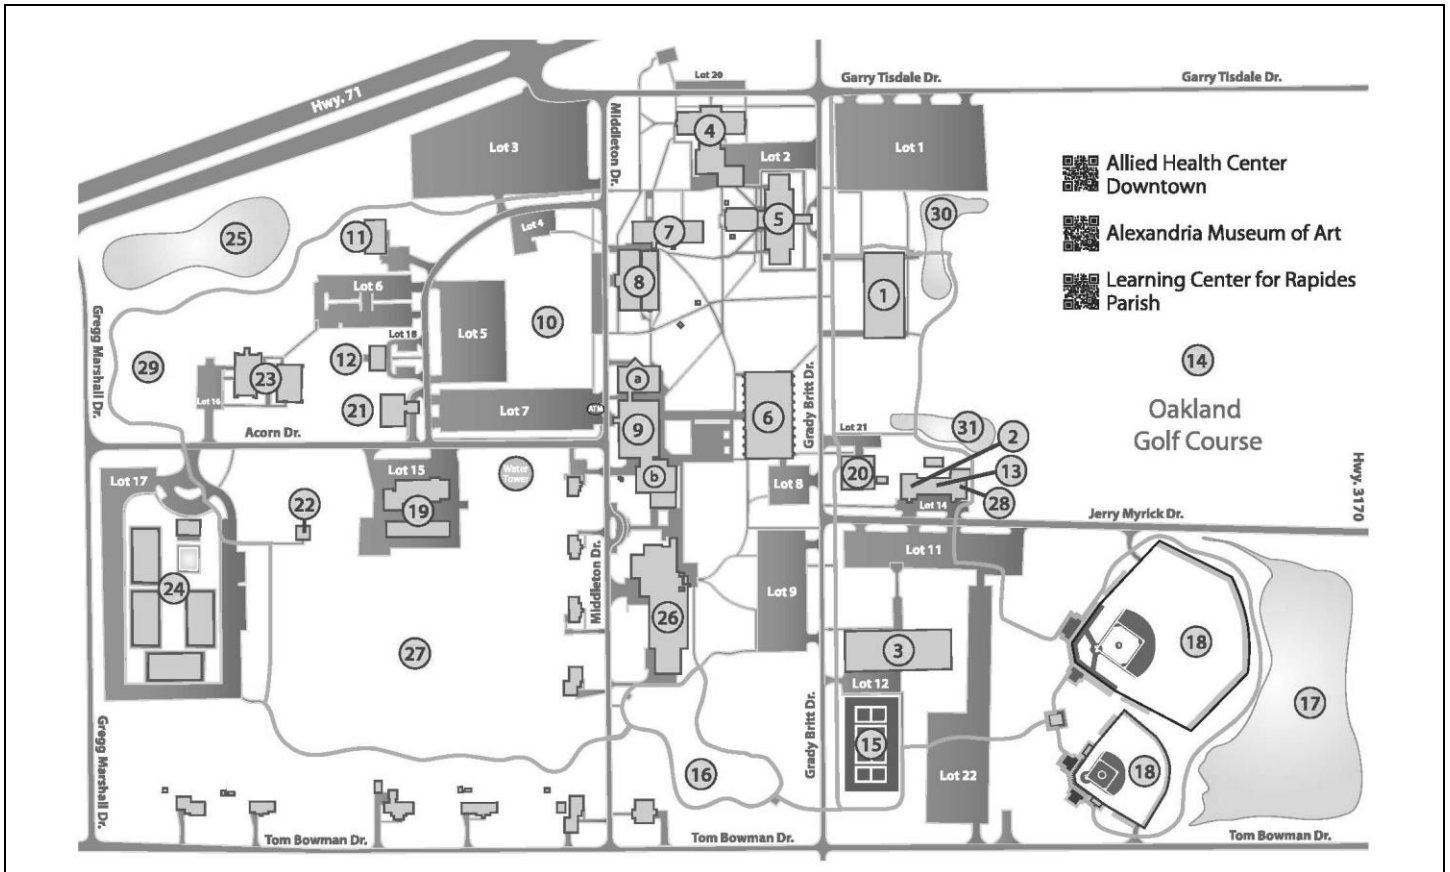 Lot 20
Garry Tisdale Dr.
Garry Tisdale Dr.
Hwy. 71
Middleton Dr.
4
Lot 3
Lot 2
Lot 1
Allied Health Center
Downtown
Alexandria Museum of Art
Learning Center for Rapides
Parish
25
11
Lot 4
7
5
30
8
1
Lot 6
Gregg Marshall Dr.
Lot 5
10
Lot 18
12
29
23
Lot 16
21
Lot 7
ATM
a
9
b
6
Grady Britt Dr.
14
Oakland
Golf Course
Acorn Dr.
Lot 21
31
2
13
28
20
Lot 14
Lot 8
Hwy. 3170
Jerry Myrick Dr.
Lot 17
22
Lot 15
19
Water
Tower
Lot 11
24
Middleton Dr.
26
Lot 9
3
Lot 12
18
27
Gregg Marshall Dr.
16
Grady Britt Dr.
15
Lot 22
18
17
Tom Bowman Dr.
Tom Bowman Dr.
Tom Bowman Dr.